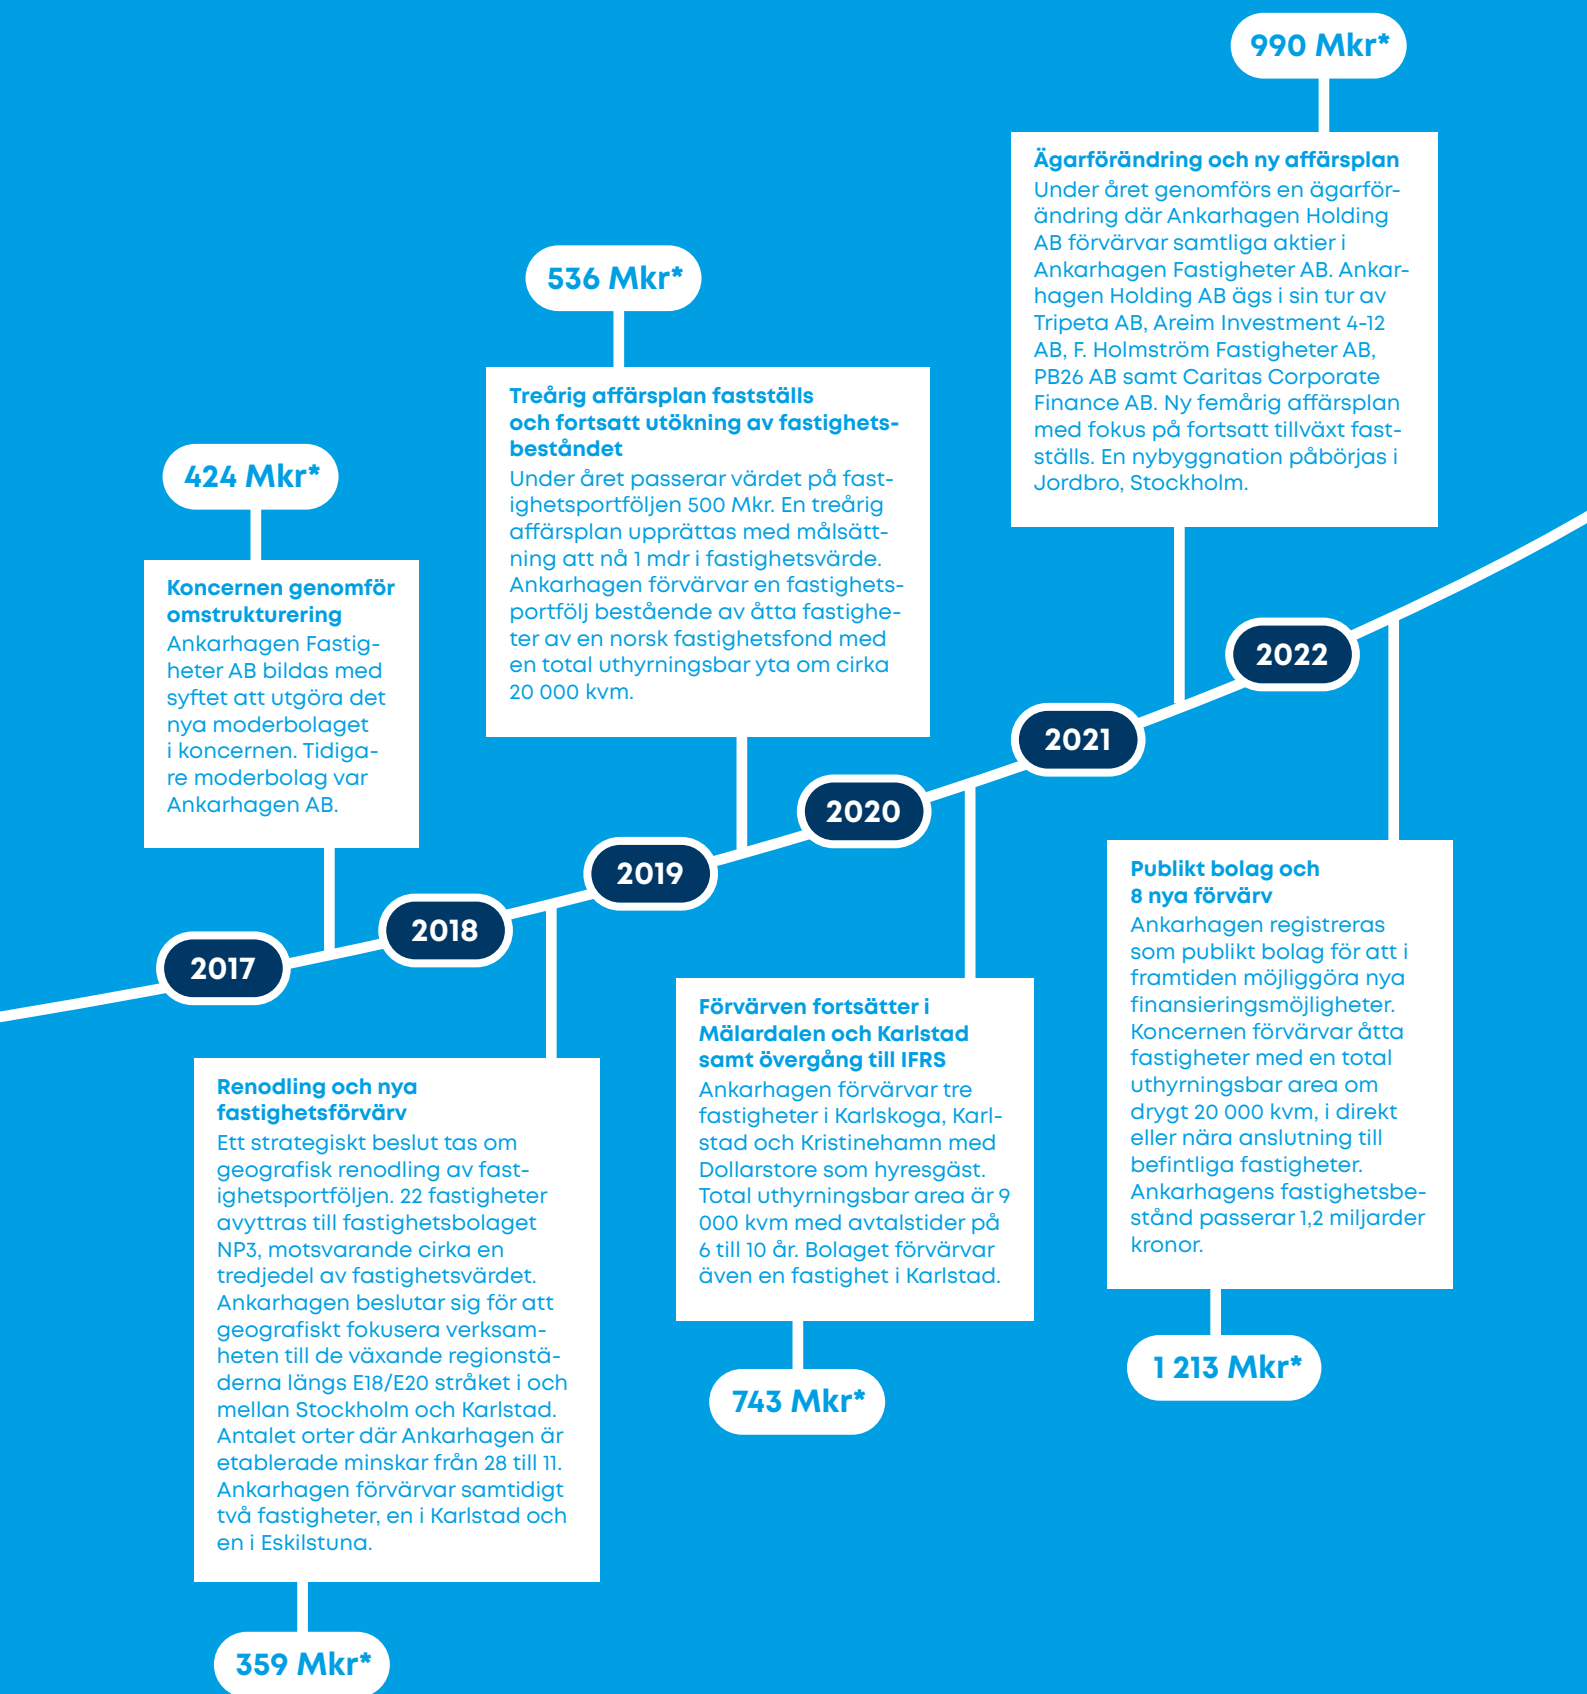 2017
424 Mkr*
Koncernen genomför
omstrukturering
Ankarhagen Fastig-
heter AB bildas med
syftet att utgöra det
nya moderbolaget
i koncernen. Tidiga-
re moderbolag var
Ankarhagen AB.
2018
Renodling och nya
fastighetsförvärv
Ett strategiskt beslut tas om
geografisk renodling av fast-
ighetsportföljen. 22 fastigheter
avyttras till fastighetsbolaget
NP3, motsvarande cirka en
tredjedel av fastighetsvärdet.
Ankarhagen beslutar sig för att
geografiskt fokusera verksam-
heten till de växande regionstä-
derna längs E18/E20 stråket i och
mellan Stockholm och Karlstad.
Antalet orter där Ankarhagen är
etablerade minskar från 28 till 11.
Ankarhagen förvärvar samtidigt
två fastigheter, en i Karlstad och
en i Eskilstuna.
359 Mkr*
2019
536 Mkr*
Treårig affärsplan fastställs
och fortsatt utökning av fastighets-
beståndet
Under året passerar värdet på fast-
ighetsportföljen 500 Mkr. En treårig
affärsplan upprättas med målsätt-
ning att nå 1 mdr i fastighetsvärde.
Ankarhagen förvärvar en fastighets-
portfölj bestående av åtta fastighe-
ter av en norsk fastighetsfond med
en total uthyrningsbar yta om cirka
20 000 kvm.
2020
Förvärven fortsätter i
Mälardalen och Karlstad
samt övergång till IFRS
Ankarhagen förvärvar tre
fastigheter i Karlskoga, Karl-
stad och Kristinehamn med
Dollarstore som hyresgäst.
Total uthyrningsbar area är 9
000 kvm med avtalstider på
6 till 10 år. Bolaget förvärvar
även en fastighet i Karlstad.
743 Mkr*
2021
990 Mkr*
Ägarförändring och ny affärsplan
Under året genomförs en ägarför-
ändring där Ankarhagen Holding
AB förvärvar samtliga aktier i
Ankarhagen Fastigheter AB. Ankar-
hagen Holding AB ägs i sin tur av
Tripeta AB, Areim Investment 4-12
AB, F. Holmström Fastigheter AB,
PB26 AB samt Caritas Corporate
Finance AB. Ny femårig affärsplan
med fokus på fortsatt tillväxt fast-
ställs. En nybyggnation påbörjas i
Jordbro, Stockholm.
2022
Publikt bolag och
8 nya förvärv
Ankarhagen registreras
som publikt bolag för att i
framtiden möjliggöra nya
finansieringsmöjligheter.
Koncernen förvärvar åtta
fastigheter med en total
uthyrningsbar area om
drygt 20 000 kvm, i direkt
eller nära anslutning till
befintliga fastigheter.
Ankarhagens fastighetsbe-
stånd passerar 1,2 miljarder
kronor.
1 213 Mkr*